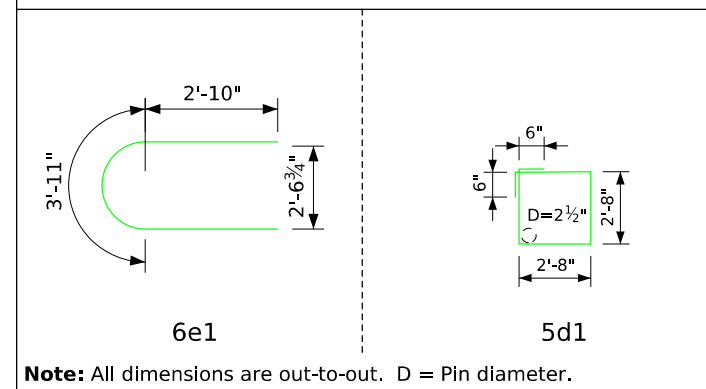 2'-10"
3'-11"
2'-6¾"
6e1
6"
6"
D=2½"
2'-8"
2'-8"
5d1
Note: All dimensions are out-to-out. D = Pin diameter.